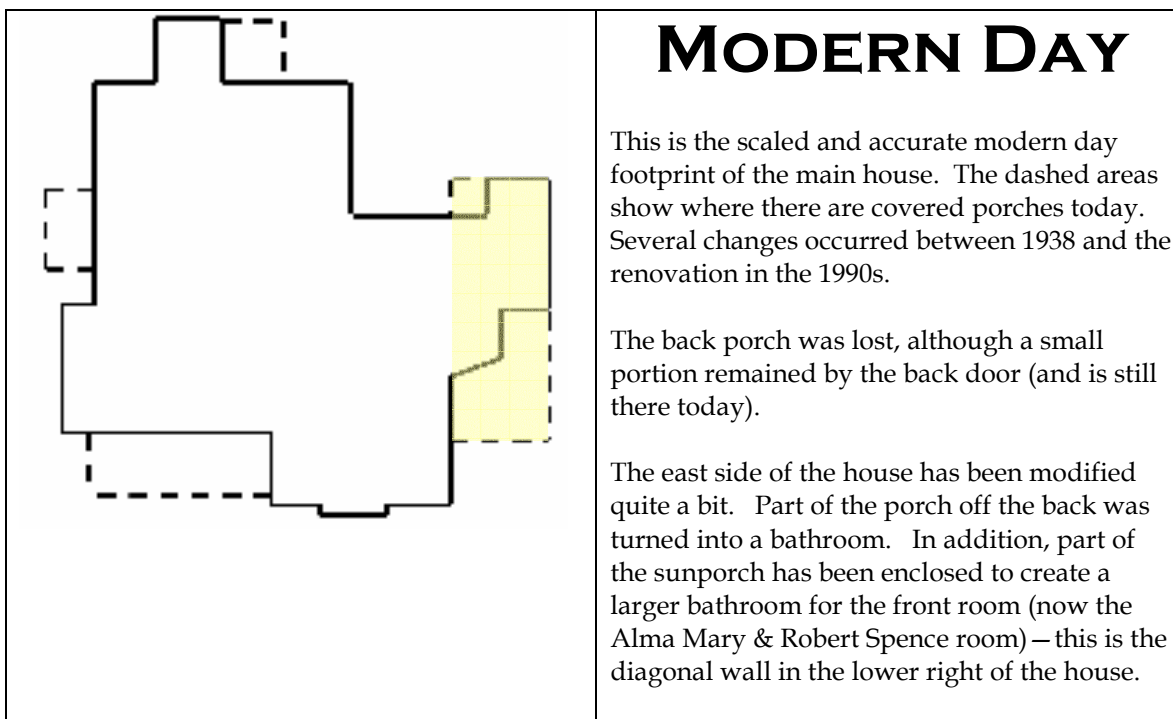 MODERN DAY
This is the scaled and accurate modern day
footprint of the main house. The dashed areas
show where there are covered porches today.
Several changes occurred between 1938 and the
renovation in the 1990s.
The back porch was lost, although a small
portion remained by the back door (and is still
there today).
The east side of the house has been modified
quite a bit. Part of the porch off the back was
turned into a bathroom. In addition, part of
the sunporch has been enclosed to create a
larger bathroom for the front room (now the
Alma Mary & Robert Spence room)—this is the
diagonal wall in the lower right of the house.